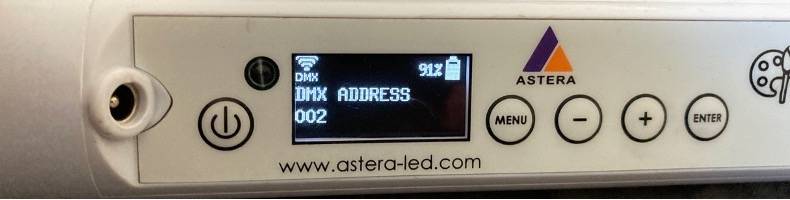 DMX
91%
DMX ADDRESS
002
ASTERA
MENU
−
+
ENTER
www.astera-led.com